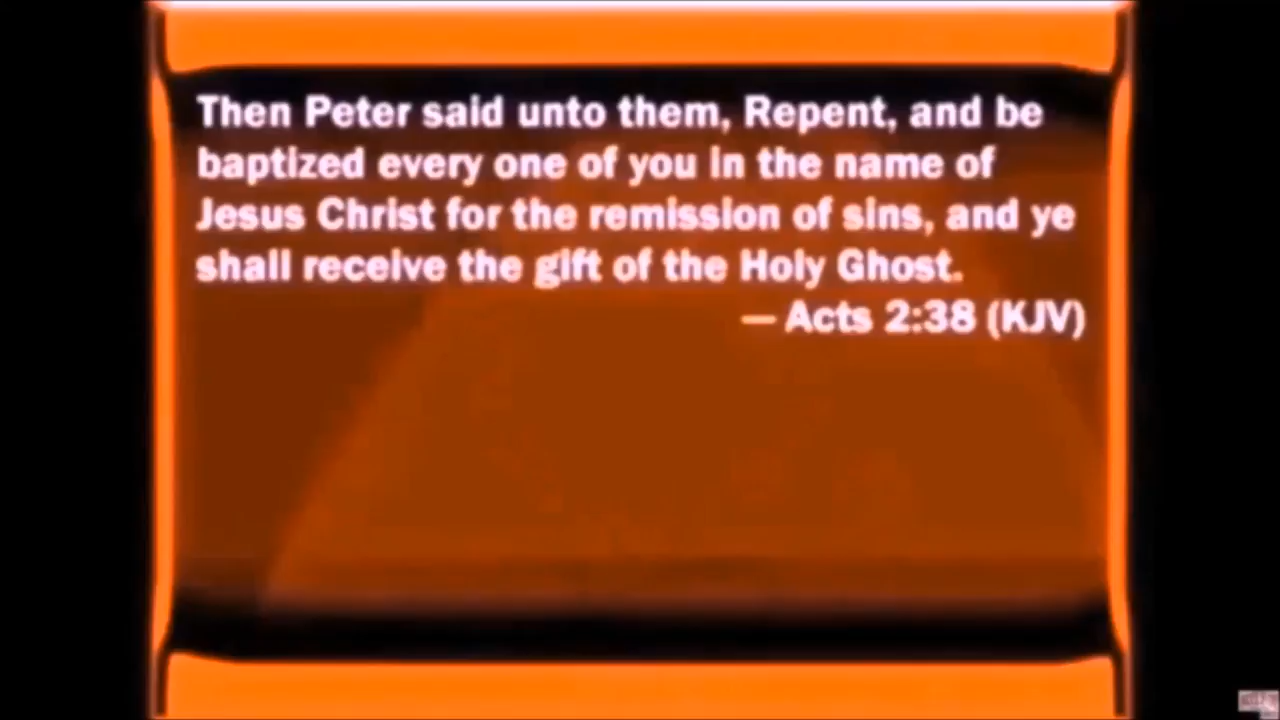 Then Peter said unto them, Repent, and be
baptized every one of you in the name of
Jesus Christ for the remission of sins, and ye
shall receive the gift of the Holy Ghost.
— Acts 2:38 (KJV)